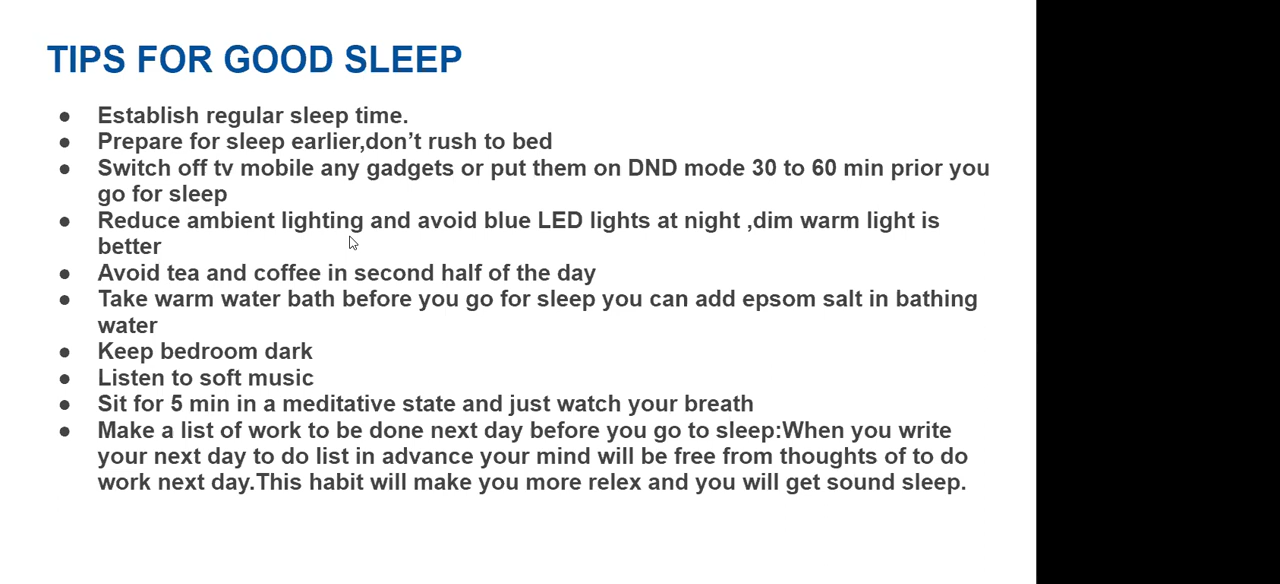 TIPS FOR GOOD SLEEP
● Establish regular sleep time.
● Prepare for sleep earlier,don’t rush to bed
● Switch off tv mobile any gadgets or put them on DND mode 30 to 60 min prior you
go for sleep
● Reduce ambient lighting and avoid blue LED lights at night ,dim warm light is
better
● Avoid tea and coffee in second half of the day
● Take warm water bath before you go for sleep you can add epsom salt in bathing
water
● Keep bedroom dark
● Listen to soft music
● Sit for 5 min in a meditative state and just watch your breath
● Make a list of work to be done next day before you go to sleep:When you write
your next day to do list in advance your mind will be free from thoughts of to do
work next day.This habit will make you more relex and you will get sound sleep.